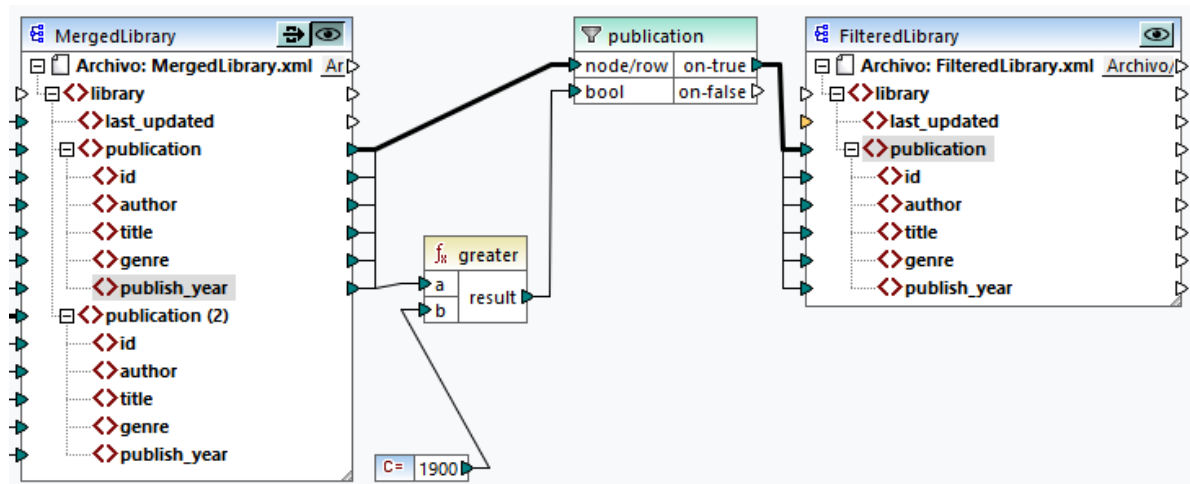 MergedLibrary
Archivo: MergedLibrary.xml Ar
library
last_updated
publication
id
author
title
genre
publish_year
publication (2)
id
author
title
genre
publish_year
publication
node/row on-true
bool on-false
fx greater
a
result
b
C= 1900
FilteredLibrary
Archivo: FilteredLibrary.xml Archivo/
library
last_updated
publication
id
author
title
genre
publish_year